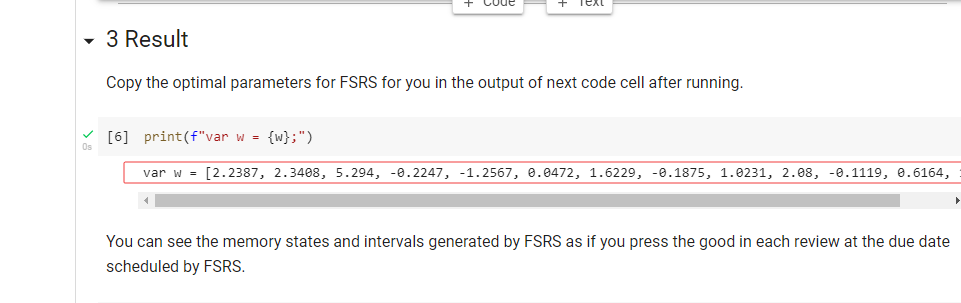 + Code + Text
3 Result
Copy the optimal parameters for FSRS for you in the output of next code cell after running.
[6] print(f"var w = {w};")
0s
var w = [2.2387, 2.3408, 5.294, -0.2247, -1.2567, 0.0472, 1.6229, -0.1875, 1.0231, 2.08, -0.1119, 0.6164,
You can see the memory states and intervals generated by FSRS as if you press the good in each review at the due date
scheduled by FSRS.